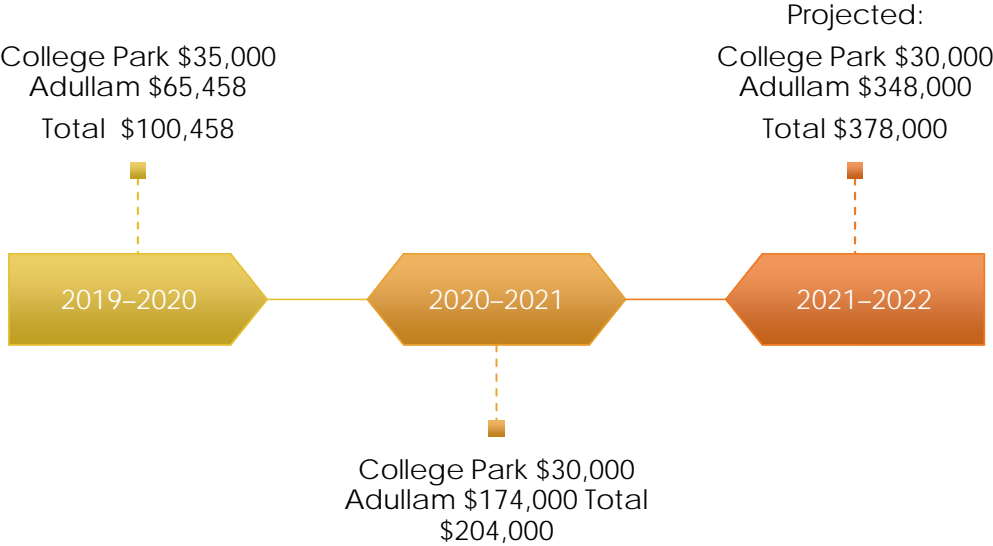 College Park $35,000
Adullam $65,458
Total $100,458
2019–2020
2020–2021
College Park $30,000
Adullam $174,000 Total
$204,000
Projected:
College Park $30,000
Adullam $348,000
Total $378,000
2021–2022